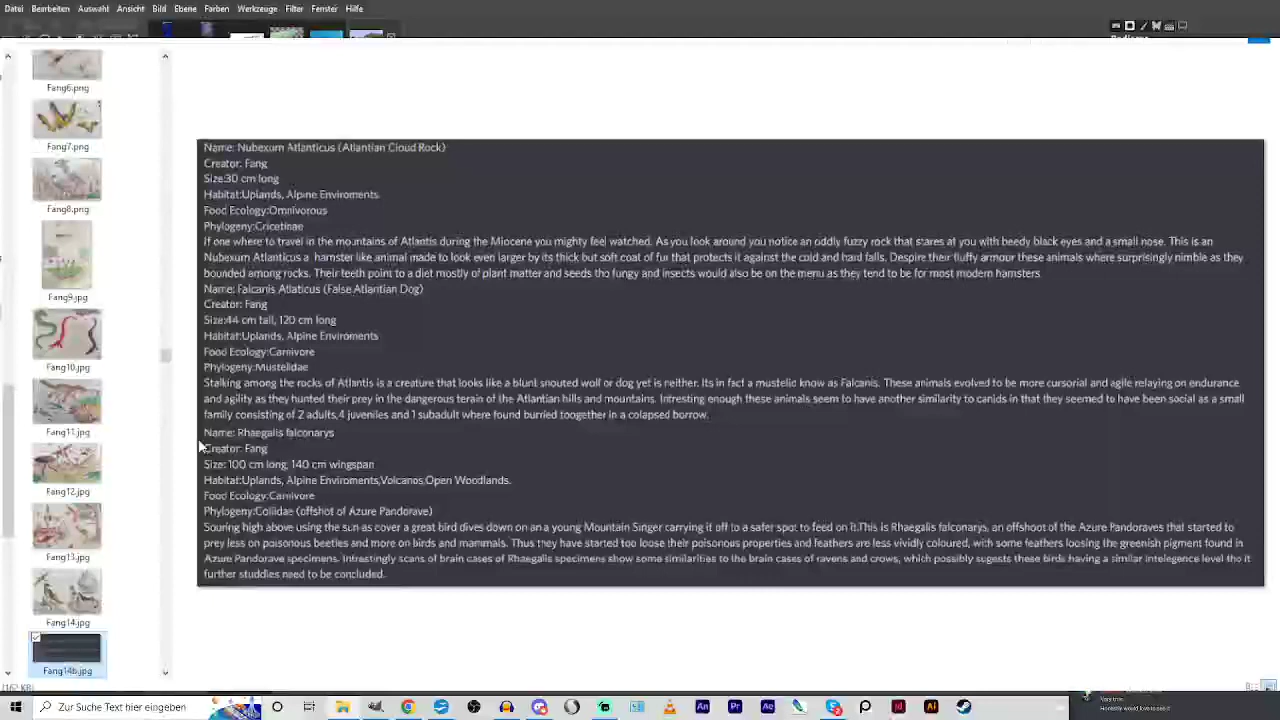 Datei Bearbeiten Auswahl Ansicht Bild Ebene Farben Werkzeuge Filter Fenster Hilfe
Fang6.png
Fang7.png
Fang8.png
Fang9.jpg
Fang10.jpg
Fang11.jpg
Fang12.jpg
Fang13.jpg
Fang14.jpg
Fang14b.jpg
Name: Nubexum Atlanticus (Atlantian Cloud Rock)
Creator: Fang
Size:30 cm long
Habitat:Uplands, Alpine Enviroments
Food Ecology:Omnivorous
Phylogeny:Cricetinae
If one where to travel in the mountains of Atlantis during the Miocene you mighty feel watched. As you look around you notice an oddly fuzzy rock that stares at you with beedy black eyes and a small nose. This is an
Nubexum Atlanticus a hamster like animal made to look even larger by its thick but soft coat of fur that protects it against the cold and hard falls. Despite their fluffy armour these animals where surprisingly nimble as they
bounded among rocks. Their teeth point to a diet mostly of plant matter and seeds tho fungy and insects would also be on the menu as they tend to be for most modern hamsters
Name: Falcanis Atlaticus (False Atlantian Dog)
Creator: Fang
Size:44 cm tall, 120 cm long
Habitat:Uplands, Alpine Enviroments
Food Ecology:Carnivore
Phylogeny:Mustelidae
Stalking among the rocks of Atlantis is a creature that looks like a blunt snouted wolf or dog yet is neither. Its in fact a mustelic know as Falcanis. These animals evolved to be more cursorial and agile relaying on endurance
and agility as they hunted their prey in the dangerous terain of the Atlantian hills and mountains. Intresting enough these animals seem to have another similarity to canids in that they seemed to have been social as a small
family consisting of 2 adults,4 juveniles and 1 subadult where found burried toogether in a colapsed borrow.
Name: Rhaegalis falconarys
Creator: Fang
Size: 100 cm long, 140 cm wingspan
Habitat:Uplands, Alpine Enviroments,Volcanos,Open Woodlands.
Food Ecology:Carnivore
Phylogeny:Coliidae (offshot of Azure Pandorave)
Souring high above using the sun as cover a great bird dives down on an a young Mountain Singer carrying it off to a safer spot to feed on it.This is Rhaegalis falconarys, an offshoot of the Azure Pandoraves that started to
prey less on poisonous beetles and more on birds and mammals. Thus they have started too loose their poisonous properties and feathers are less vividly coloured, with some feathers loosing the greenish pigment found in
Azure Pandorave specimens. Intrestingly scans of brain cases of Rhaegalis specimens show some similarities to the brain cases of ravens and crows, which possibly sugests these birds having a similar intelegence level tho it
further studdies need to be concluded.
(162 KB)
Zur Suche Text hier eingeben
Very true
Honestly would love to see it